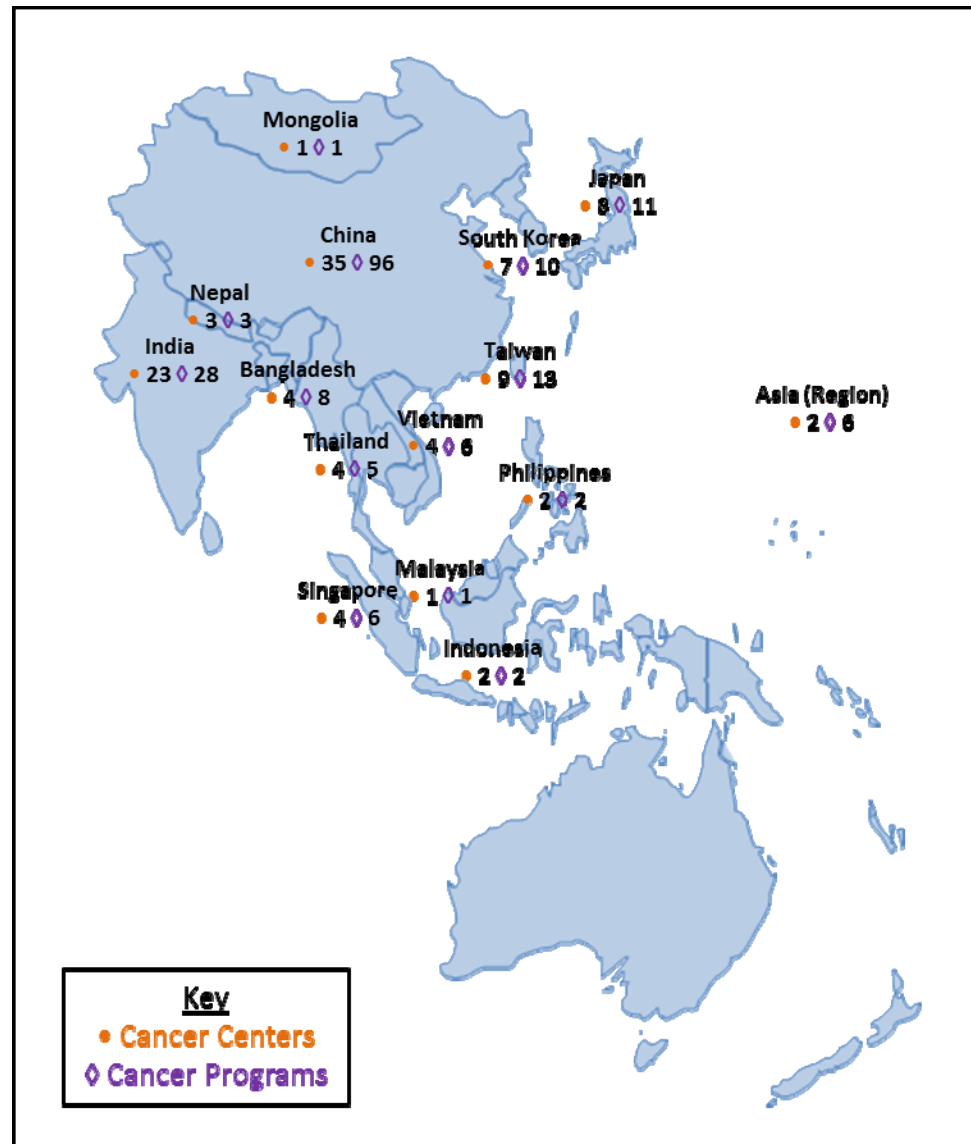 Mongolia
• 1 ◊ 1
Japan
• 8 ◊ 11
China
• 35 ◊ 96
South Korea
• 7 ◊ 10
Nepal
• 3 ◊ 3
India
• 23 ◊ 28
Bangladesh
• 4 ◊ 8
Taiwan
• 9 ◊ 13
Asia (Region)
• 2 ◊ 6
Vietnam
• 4 ◊ 6
Thailand
• 4 ◊ 5
Philippines
• 2 ◊ 2
Malaysia
• 1 ◊ 1
Singapore
• 4 ◊ 6
Indonesia
• 2 ◊ 2
Key
• Cancer Centers
◊ Cancer Programs